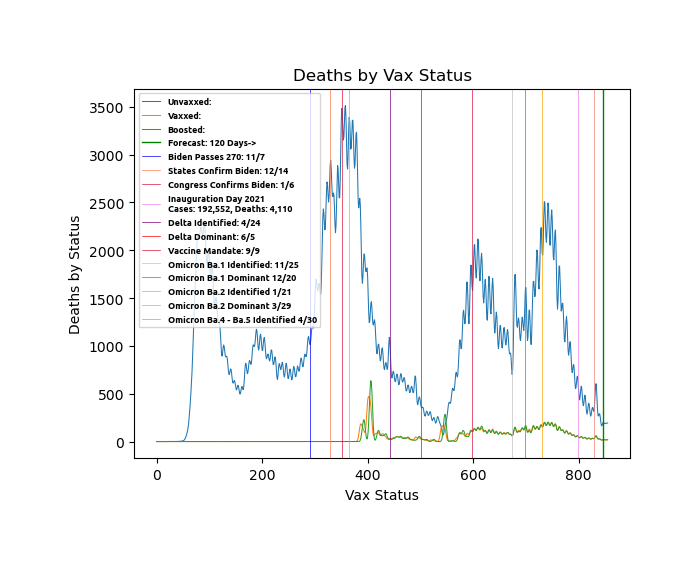 Deaths by Vax Status
Deaths by Status
3500
3000
2500
2000
1500
1000
500
0
Unvaxxed:
Vaxxed:
Boosted:
Forecast: 120 Days->
Biden Passes 270: 11/7
States Confirm Biden: 12/14
Congress Confirms Biden: 1/6
Inauguration Day 2021
Cases: 192,552, Deaths: 4,110
Delta Identified: 4/24
Delta Dominant: 6/5
Vaccine Mandate: 9/9
Omicron Ba.1 Identified: 11/25
Omicron Ba.1 Dominant 12/20
Omicron Ba.2 Identified 1/21
Omicron Ba.2 Dominant 3/29
Omicron Ba.4 - Ba.5 Identified 4/30
0 200 400 600 800
Vax Status